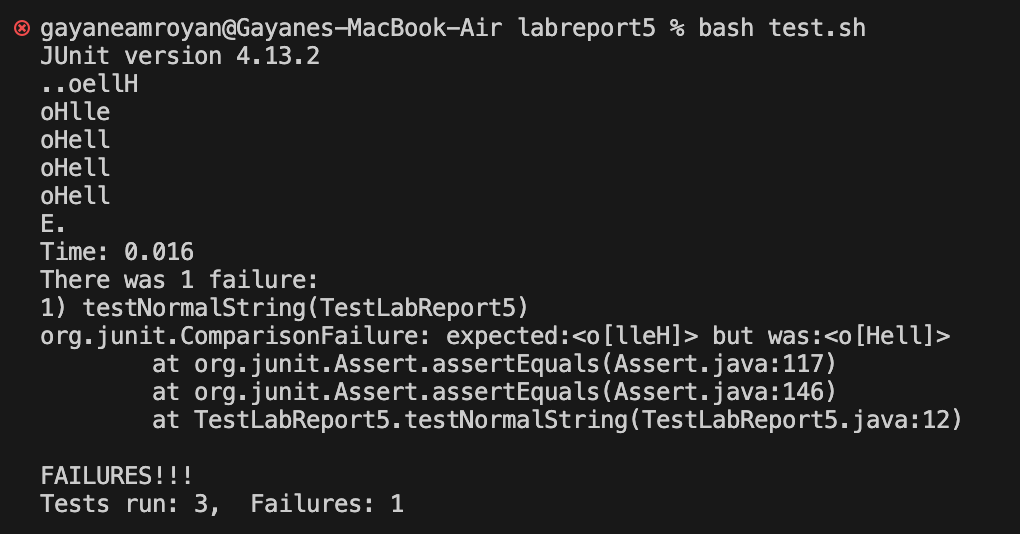 gayaneamroyan@Gayanes-MacBook-Air labreport5 % bash test.sh
JUnit version 4.13.2
..oellH
oHlle
oHell
oHell
oHell
E.
Time: 0.016
There was 1 failure:
1) testNormalString(TestLabReport5)
org.junit.ComparisonFailure: expected:<o[lleH]> but was:<o[Hell]>
        at org.junit.Assert.assertEquals(Assert.java:117)
        at org.junit.Assert.assertEquals(Assert.java:146)
        at TestLabReport5.testNormalString(TestLabReport5.java:12)

FAILURES!!!
Tests run: 3,  Failures: 1